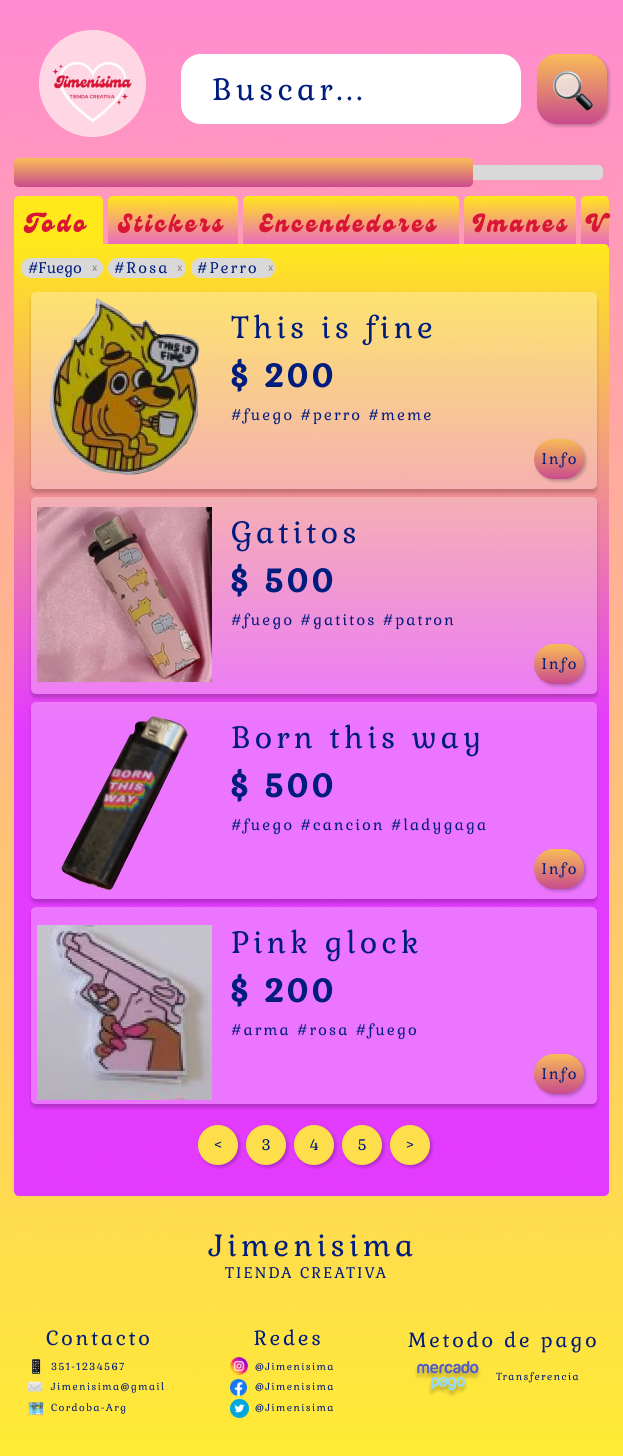 Jimenísima
TIENDA CREATIVA
Buscar...
Todo Stickers Encendedores Imanes V
#Fuego x #Rosa x #Perro x
THIS IS
FINE
This is fine
$ 200
#fuego #perro #meme
Info
Gatitos
$ 500
#fuego #gatitos #patron
Info
BORN
THIS
WAY
Born this way
$ 500
#fuego #cancion #ladygaga
Info
Pink glock
$ 200
#arma #rosa #fuego
Info
< 3 4 5 >
Jimenisima
TIENDA CREATIVA
Contacto
351-1234567
Jimenisima@gmail
Cordoba-Arg
Redes
@Jimenisima
@Jimenisima
@Jimenisima
Metodo de pago
mercado
pago
Transferencia